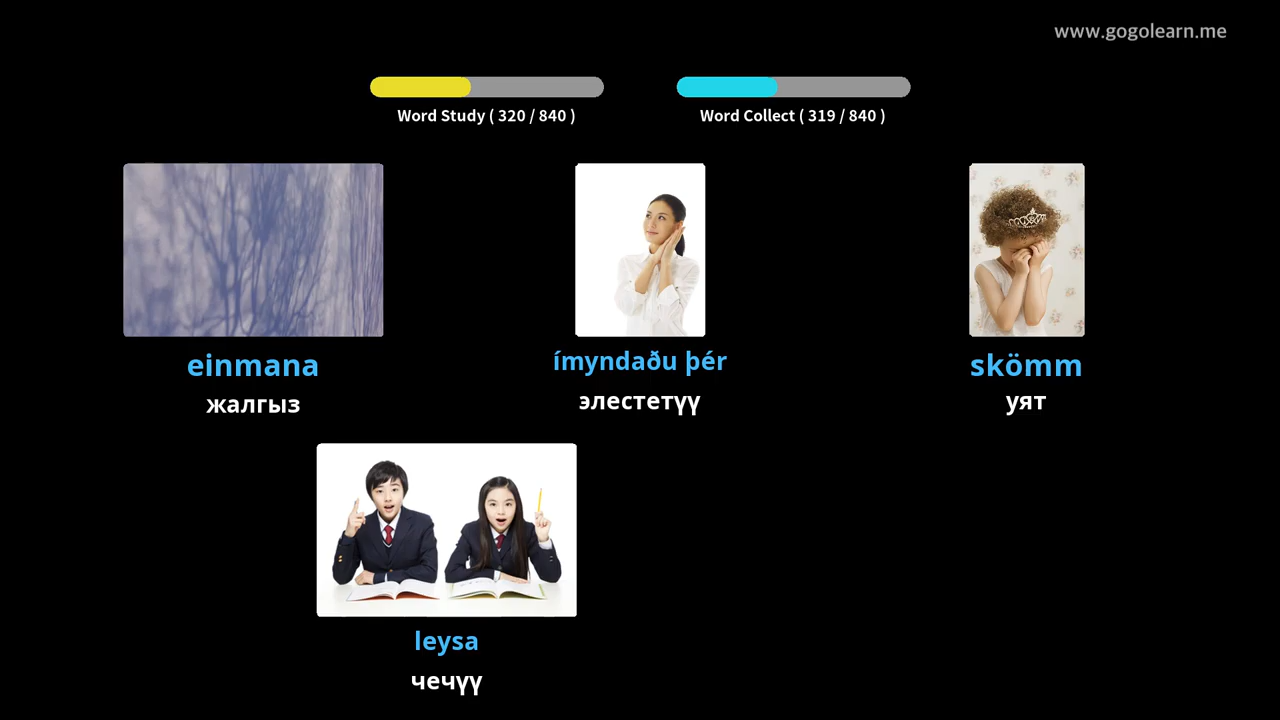 www.gogolearn.me
Word Study ( 320 / 840 )
Word Collect ( 319 / 840 )
einmana
жалгыз
ímyndaðu þér
элестетүү
skömm
уят
leysa
чечүү